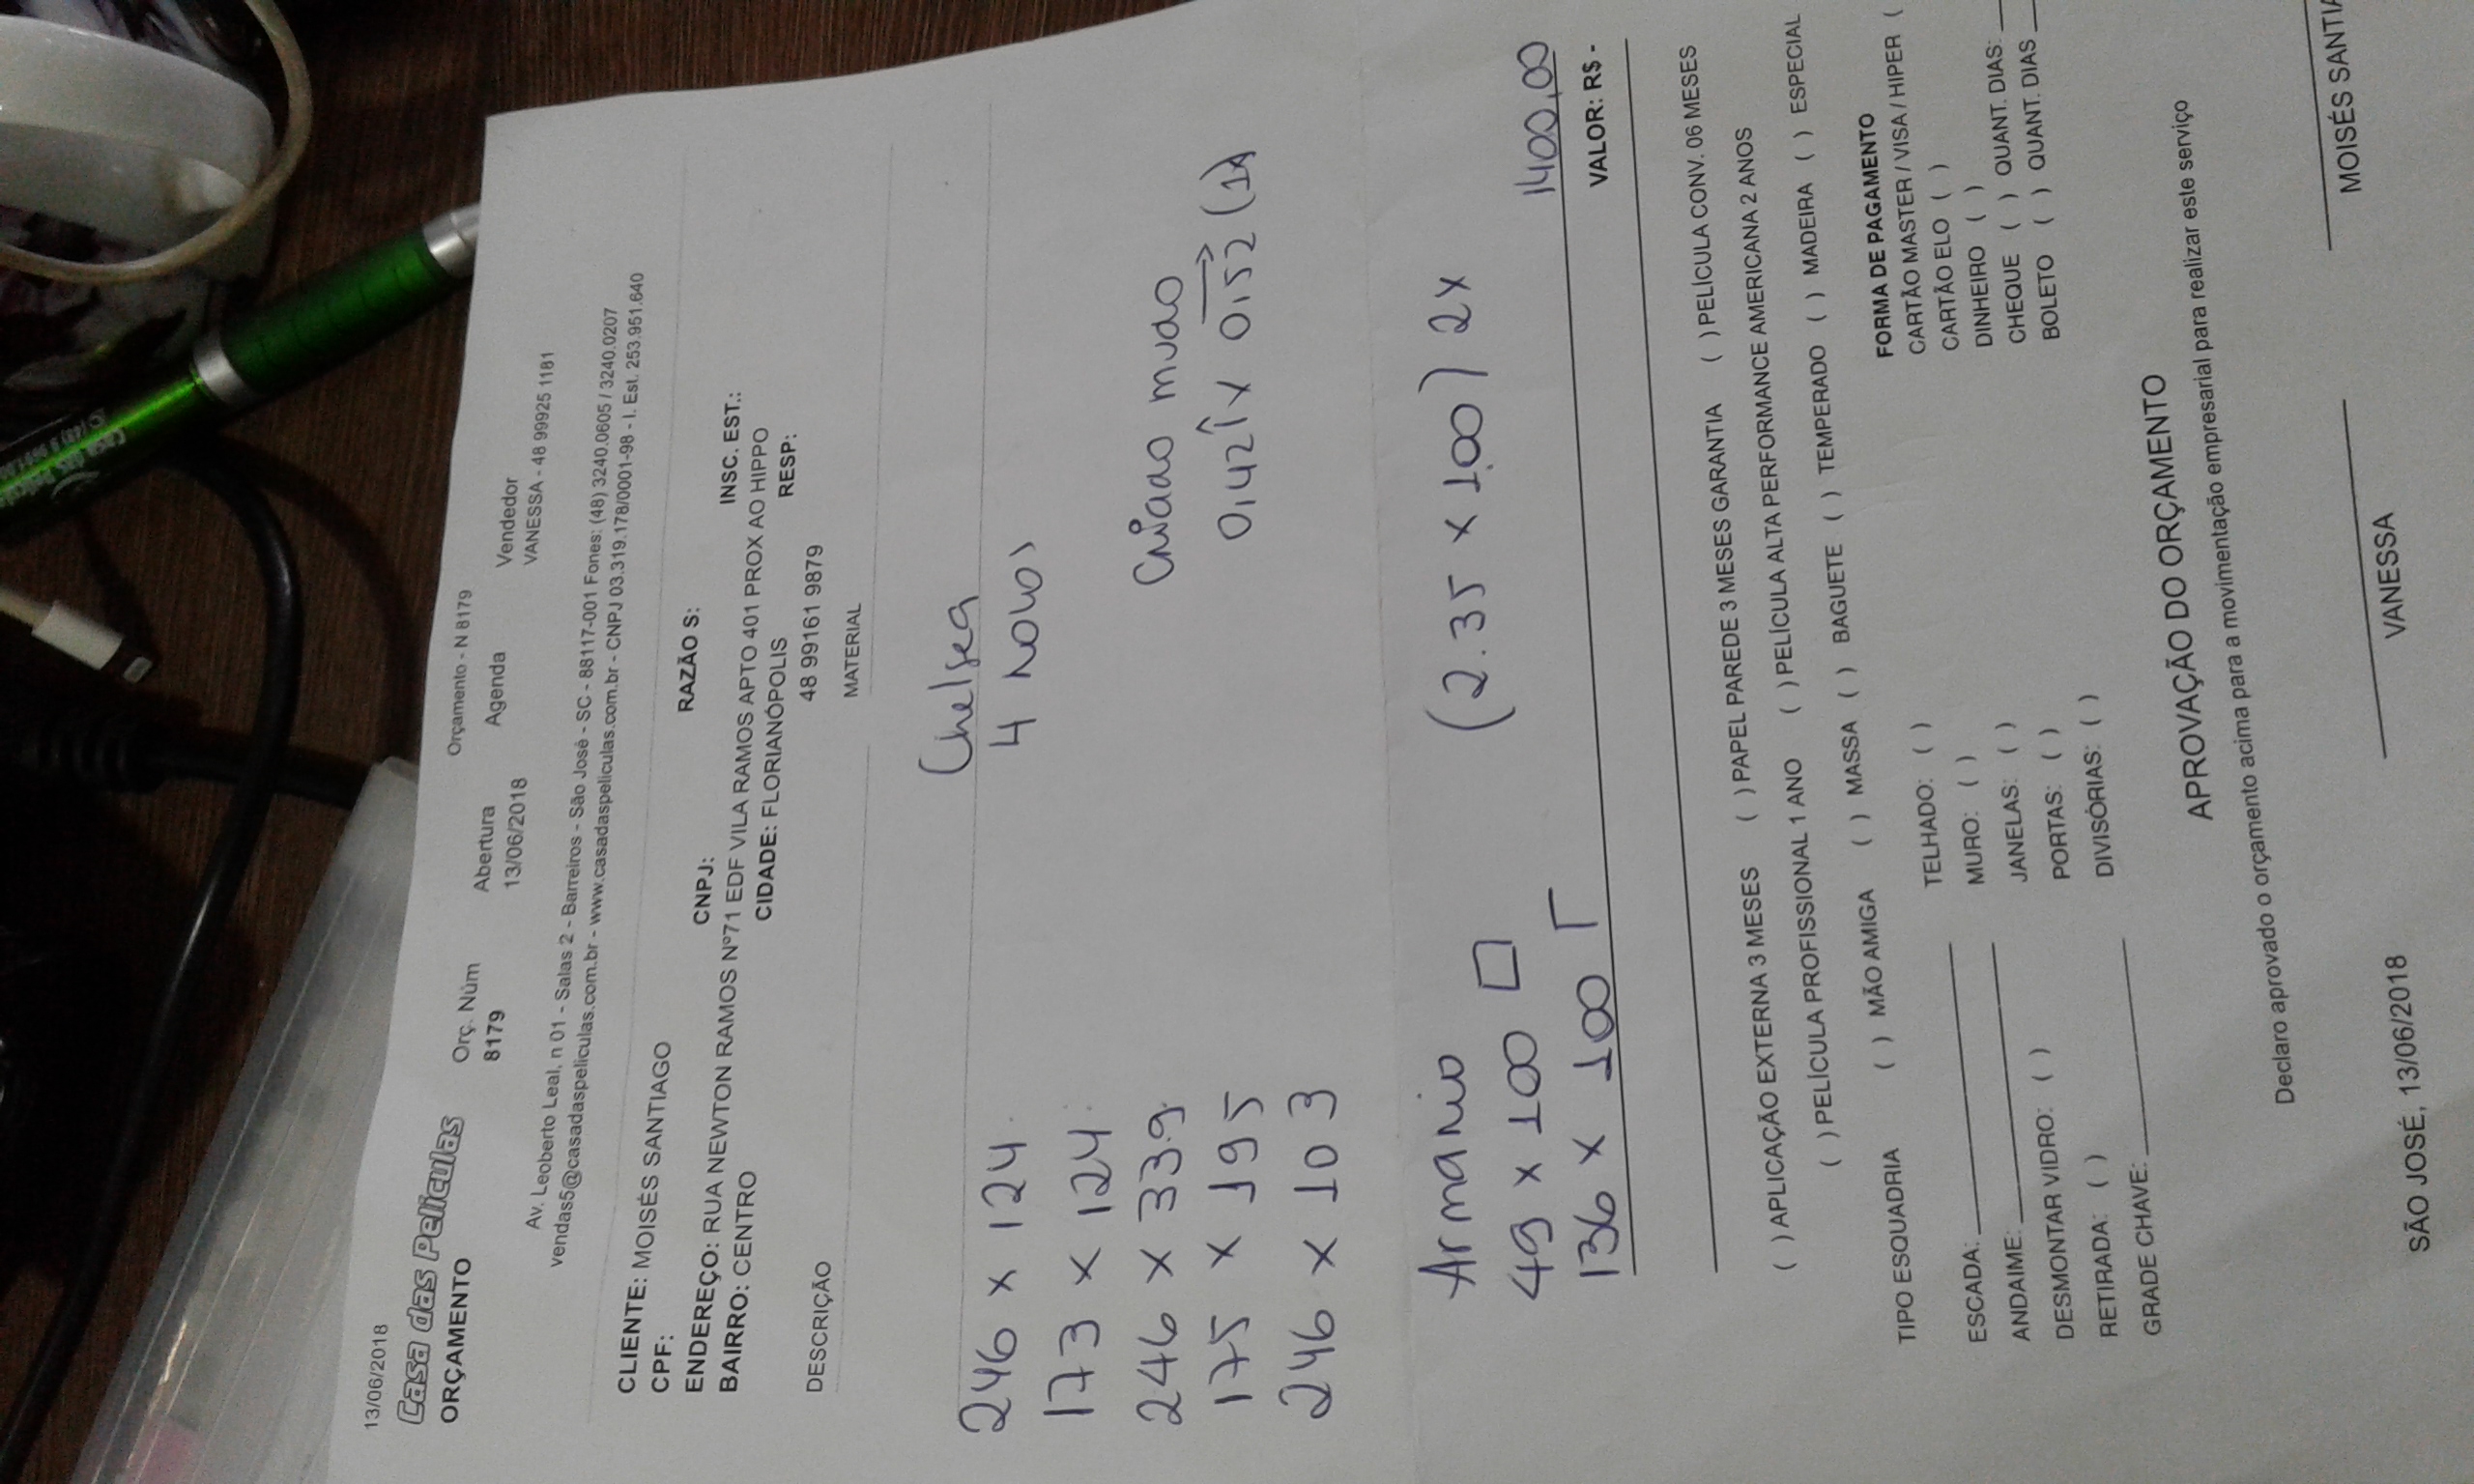 13/06/2018
Casa das Películas
ORÇAMENTO
Orçamento - N 8179
Orç. Núm Abertura Agenda Vendedor
8179 13/06/2018 VANESSA - 48 99925 1181
Av. Leoberto Leal, n 01 - Salas 2 - Barreiros - São José - SC - 88117-001 Fones: (48) 3240.0605 / 3240.0207
vendas5@casadaspeliculas.com.br - www.casadaspeliculas.com.br - CNPJ 03.319.178/0001-98 - I. Est. 253.951.640
CLIENTE: MOISÉS SANTIAGO RAZÃO S:
CPF: CNPJ: INSC. EST.:
ENDEREÇO: RUA NEWTON RAMOS Nº71 EDF VILA RAMOS APTO 401 PROX AO HIPPO
BAIRRO: CENTRO CIDADE: FLORIANÓPOLIS RESP:
48 99161 9879
DESCRIÇÃO MATERIAL
Chelsea
246 x 124 4 novos
173 x 124
246 x 339 Criado mudo
175 x 195 0,42 x 0,52 (1x)
246 x 103
Armario (2.35 x 1.00) 2x
49 x 100
136 x 100 1400,00
VALOR: R$ -
( ) APLICAÇÃO EXTERNA 3 MESES ( ) PAPEL PAREDE 3 MESES GARANTIA ( ) PELÍCULA CONV. 06 MESES
( ) PELÍCULA PROFISSIONAL 1 ANO ( ) PELÍCULA ALTA PERFORMANCE AMERICANA 2 ANOS
TIPO ESQUADRIA ( ) MÃO AMIGA ( ) MASSA ( ) BAGUETE ( ) TEMPERADO ( ) MADEIRA ( ) ESPECIAL
ESCADA: TELHADO: ( ) FORMA DE PAGAMENTO
ANDAIME: MURO: ( ) CARTÃO MASTER / VISA / HIPER (
DESMONTAR VIDRO: ( ) JANELAS: ( ) CARTÃO ELO ( )
RETIRADA: ( ) PORTAS: ( ) DINHEIRO ( )
GRADE CHAVE: DIVISÓRIAS: ( ) CHEQUE ( ) QUANT. DIAS:
BOLETO ( ) QUANT. DIAS
APROVAÇÃO DO ORÇAMENTO
Declaro aprovado o orçamento acima para a movimentação empresarial para realizar este serviço
SÃO JOSÉ, 13/06/2018 VANESSA MOISÉS SANTIA